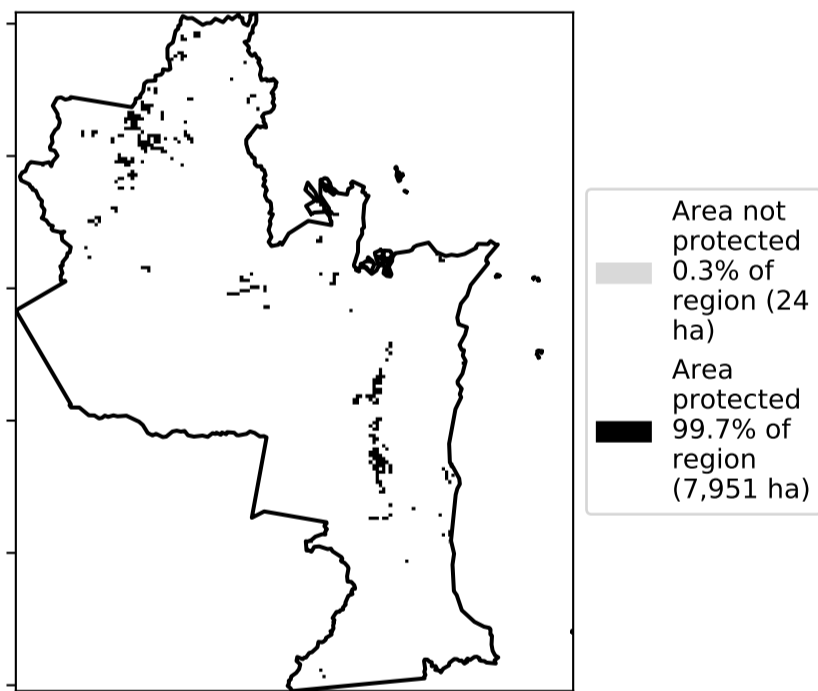 Area not
protected
0.3% of
region (24
ha)
Area
protected
99.7% of
region
(7,951 ha)